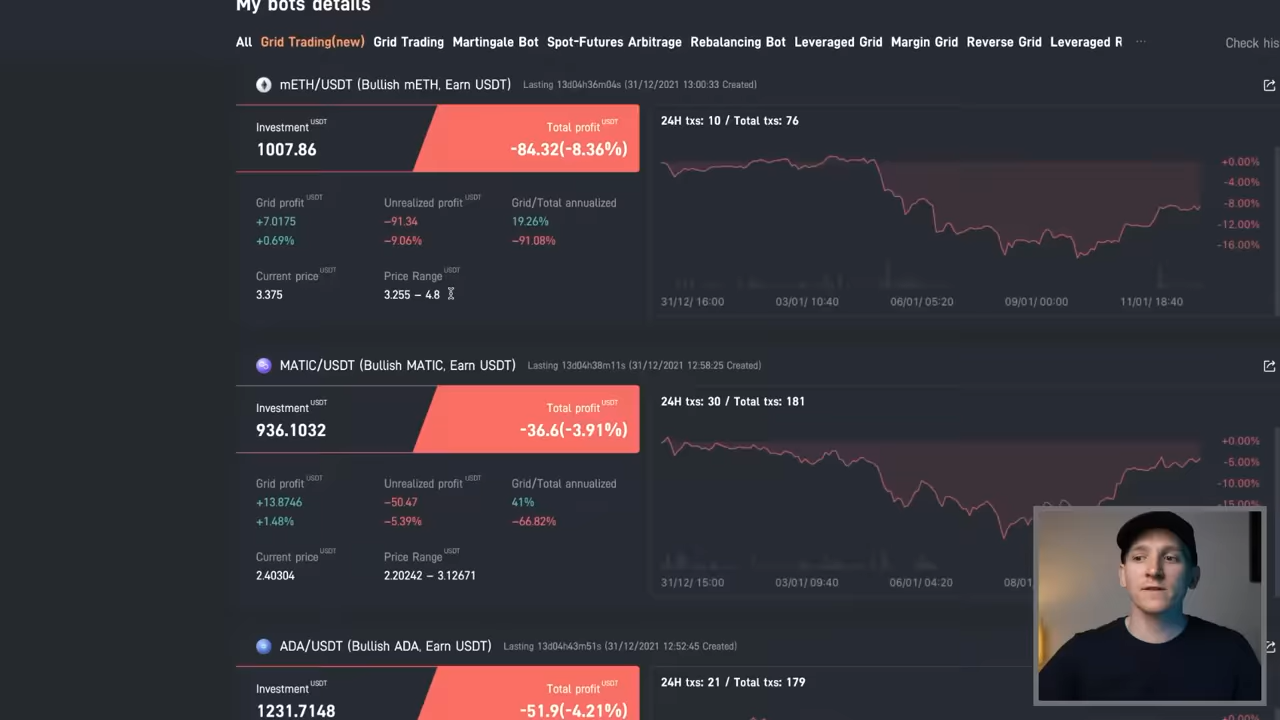 My bots details
All Grid Trading(new) Grid Trading Martingale Bot Spot-Futures Arbitrage Rebalancing Bot Leveraged Grid Margin Grid Reverse Grid Leveraged R ... Check his
mETH/USDT (Bullish mETH, Earn USDT) Lasting 13d04h36m04s (31/12/2021 13:00:33 Created)
Investment USDT Total profit USDT
1007.86 -84.32(-8.36%)
24H txs: 10 / Total txs: 76
Grid profit USDT Unrealized profit USDT Grid/Total annualized
+7.0175 -91.34 19.26%
+0.69% -9.06% -91.08%
Current price USDT Price Range USDT
3.375 3.255 - 4.8
+0.00%
-4.00%
-8.00%
-12.00%
-16.00%
31/12/ 16:00 03/01/ 10:40 06/01/ 05:20 09/01/ 00:00 11/01/ 18:40
MATIC/USDT (Bullish MATIC, Earn USDT) Lasting 13d04h38m11s (31/12/2021 12:58:25 Created)
Investment USDT Total profit USDT
936.1032 -36.6(-3.91%)
24H txs: 30 / Total txs: 181
Grid profit USDT Unrealized profit USDT Grid/Total annualized
+13.8746 -50.47 41%
+1.48% -5.39% -66.82%
Current price USDT Price Range USDT
2.40304 2.20242 - 3.12671
+0.00%
-5.00%
-10.00%
-15.00%
31/12/ 15:00 03/01/ 09:40 06/01/ 04:20 08/01/
ADA/USDT (Bullish ADA, Earn USDT) Lasting 13d04h43m51s (31/12/2021 12:52:45 Created)
Investment USDT Total profit USDT
1231.7148 -51.9(-4.21%)
24H txs: 21 / Total txs: 179
+0.00%